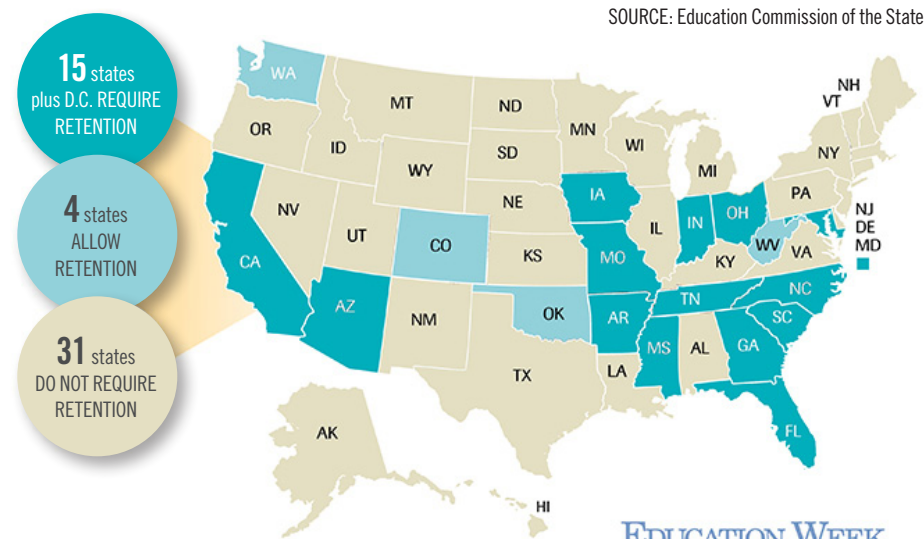 SOURCE: Education Commission of the State
15 states
plus D.C. REQUIRE
RETENTION
4 states
ALLOW
RETENTION
31 states
DO NOT REQUIRE
RETENTION
WA
OR
CA
NV
ID
MT
WY
UT
AZ
CO
NM
ND
SD
NE
KS
OK
TX
MN
IA
MO
AR
LA
WI
IL
MS
MI
IN
OH
KY
TN
AL
GA
FL
SC
NC
VA
WV
PA
NY
VT
NH
NJ
DE
MD
AK
HI
EDUCATION WEEK